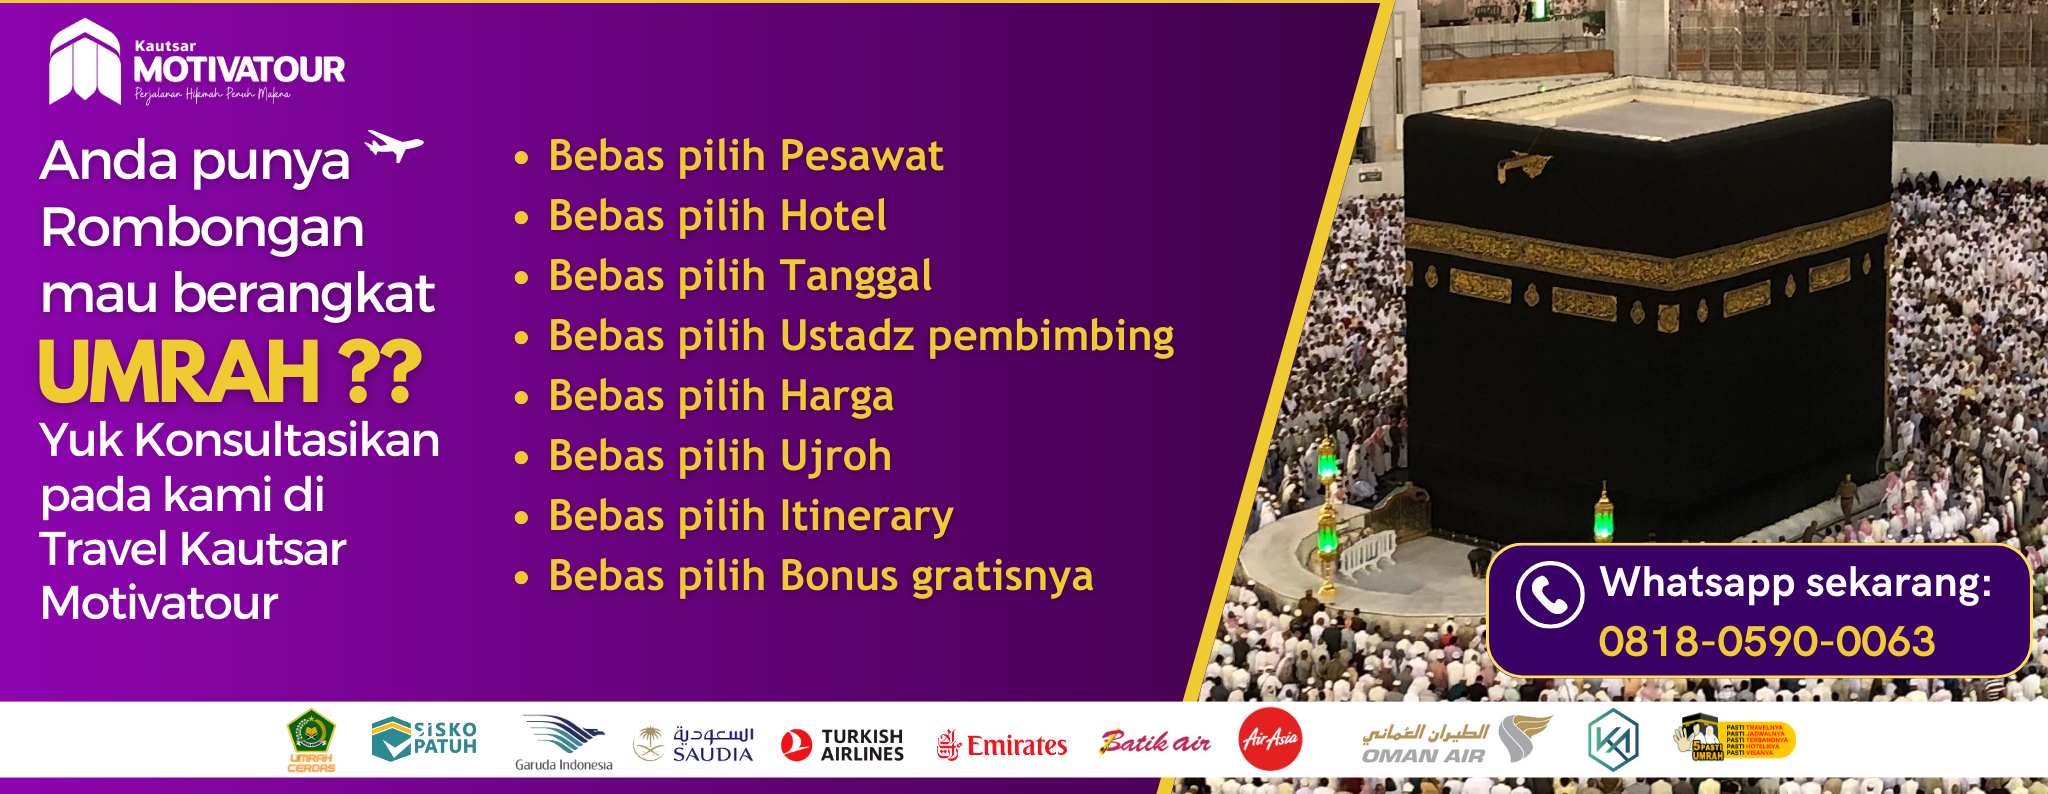 Kautsar
MOTIVATOUR
Perjalanan Hikmah Penuh Makna
Anda punya
Rombongan
mau berangkat
UMRAH ??
Yuk Konsultasikan
pada kami di
Travel Kautsar
Motivatour
• Bebas pilih Pesawat
• Bebas pilih Hotel
• Bebas pilih Tanggal
• Bebas pilih Ustadz pembimbing
• Bebas pilih Harga
• Bebas pilih Ujroh
• Bebas pilih Itinerary
• Bebas pilih Bonus gratisnya
Whatsapp sekarang:
0818-0590-0063
UMRAH
CERDAS
SISKO
PATUH
Garuda Indonesia
السعودية
SAUDIA
TURKISH
AIRLINES
Emirates
Batik air
AirAsia
الطيران العُماني
OMAN AIR
5 PASTI
UMRAH
PASTI TRAVELNYA
PASTI JADWALNYA
PASTI TERBANGNYA
PASTI HOTELNYA
PASTI VISANYA